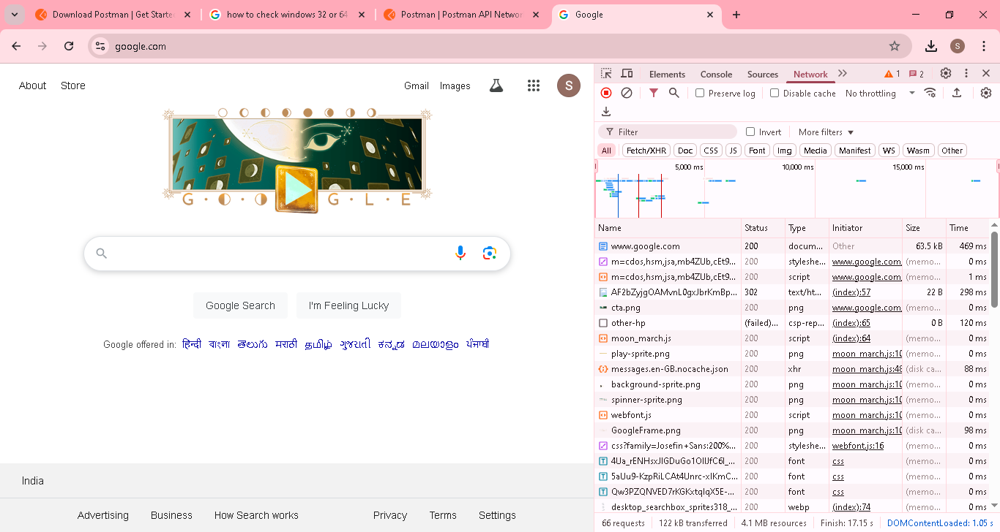 Download Postman | Get Starte
how to check windows 32 or 64
Postman | Postman API Networ
Google
google.com
S
About
Store
Gmail
Images
S
G O O G L E
Google Search
I'm Feeling Lucky
Google offered in: हिन्दी বাংলা తెలుగు मराठी தமிழ் ગુજરાતી ಕನ್ನಡ മലയാളം ਪੰਜਾਬੀ
India
Advertising
Business
How Search works
Privacy
Terms
Settings
Elements
Console
Sources
Network
1
2
Preserve log
Disable cache
No throttling
Filter
Invert
More filters
All
Fetch/XHR
Doc
CSS
JS
Font
Img
Media
Manifest
WS
Wasm
Other
5,000 ms
10,000 ms
15,000 ms
Name Status Type Initiator Size Time
www.google.com 200 docum... Other 63.5 kB 469 ms
m=cdos,hsm,jsa,mb4ZUb,cEt9... 200 styleshe... www.google.com (memo... 0 ms
m=cdos,hsm,jsa,mb4ZUb,cEt9... 200 script www.google.com (memo... 1 ms
AF2bZyjgOAMvnL0gxJbrKmBp... 302 text/ht... (index):57 22 B 298 ms
cta.png 200 png www.google.com (memo... 0 ms
other-hp (failed)... csp-rep... (index):65 0 B 120 ms
moon_march.js 200 script (index):64 (memo... 0 ms
play-sprite.png 200 png moon_march.js:10 (memo... 0 ms
messages.en-GB.nocache.json 200 xhr moon_march.js:48 (disk ca... 88 ms
background-sprite.png 200 png moon_march.js:10 (memo... 0 ms
spinner-sprite.png 200 png moon_march.js:10 (memo... 0 ms
webfont.js 200 script moon_march.js:10 (memo... 0 ms
GoogleFrame.png 200 png moon_march.js:10 (disk ca... 98 ms
css?family=Josefin+Sans:200%... 200 styleshe... webfont.js:16 (memo... 0 ms
4Ua_rENHsxJlGDuGo1OIlJfC6l_... 200 font css (memo... 0 ms
5aUu9-KzpRiLCAt4Unrc-xIKmC... 200 font css (memo... 0 ms
Qw3PZQNVED7rKGKxtqIqX5E-... 200 font css (memo... 0 ms
desktop_searchbox_sprites318_... 200 webp (index):74 (memo... 0 ms
66 requests
122 kB transferred
4.1 MB resources
Finish: 17.15 s
DOMContentLoaded: 1.05 s